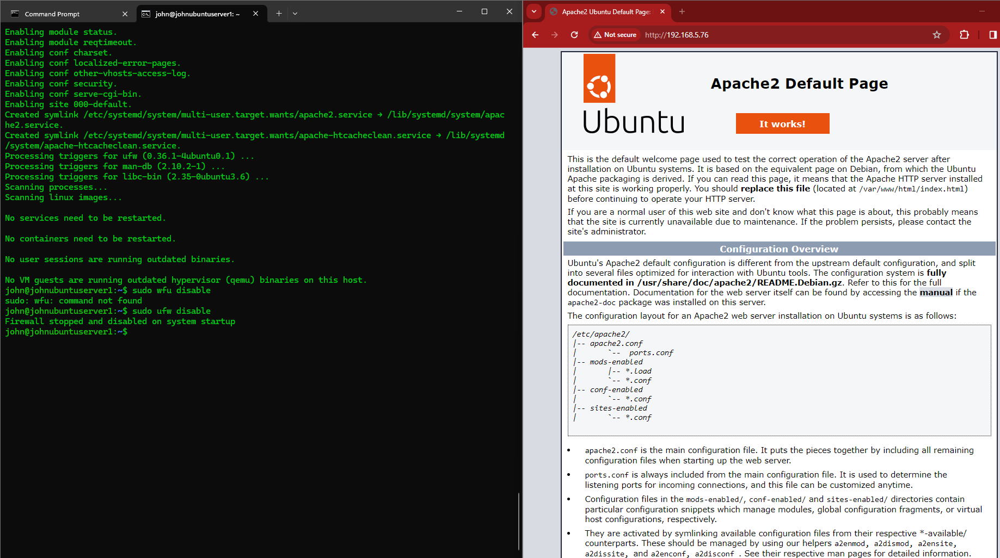 Command Prompt
john@johnubuntuserver1: ~
Enabling module status.
Enabling module reqtimeout.
Enabling conf charset.
Enabling conf localized-error-pages.
Enabling conf other-vhosts-access-log.
Enabling conf security.
Enabling conf serve-cgi-bin.
Enabling site 000-default.
Created symlink /etc/systemd/system/multi-user.target.wants/apache2.service → /lib/systemd/system/apac
he2.service.
Created symlink /etc/systemd/system/multi-user.target.wants/apache-htcacheclean.service → /lib/systemd
/system/apache-htcacheclean.service.
Processing triggers for ufw (0.36.1-4ubuntu0.1) ...
Processing triggers for man-db (2.10.2-1) ...
Processing triggers for libc-bin (2.35-0ubuntu3.6) ...
Scanning processes...
Scanning linux images...
No services need to be restarted.
No containers need to be restarted.
No user sessions are running outdated binaries.
No VM guests are running outdated hypervisor (qemu) binaries on this host.
john@johnubuntuserver1:~$ sudo wfu disable
sudo: wfu: command not found
john@johnubuntuserver1:~$ sudo ufw disable
Firewall stopped and disabled on system startup
john@johnubuntuserver1:~$
Apache2 Ubuntu Default Page:
Not secure
http://192.168.5.76
Ubuntu
Apache2 Default Page
It works!
This is the default welcome page used to test the correct operation of the Apache2 server after
installation on Ubuntu systems. It is based on the equivalent page on Debian, from which the Ubuntu
Apache packaging is derived. If you can read this page, it means that the Apache HTTP server installed
at this site is working properly. You should replace this file (located at /var/www/html/index.html)
before continuing to operate your HTTP server.
If you are a normal user of this web site and don't know what this page is about, this probably means
that the site is currently unavailable due to maintenance. If the problem persists, please contact the
site's administrator.
Configuration Overview
Ubuntu's Apache2 default configuration is different from the upstream default configuration, and split
into several files optimized for interaction with Ubuntu tools. The configuration system is fully
documented in /usr/share/doc/apache2/README.Debian.gz. Refer to this for the full
documentation. Documentation for the web server itself can be found by accessing the manual if the
apache2-doc package was installed on this server.
The configuration layout for an Apache2 web server installation on Ubuntu systems is as follows:
/etc/apache2/
|-- apache2.conf
|       `--  ports.conf
|-- mods-enabled
|       |-- *.load
|       `-- *.conf
|-- conf-enabled
|       `-- *.conf
|-- sites-enabled
|       `-- *.conf
• apache2.conf is the main configuration file. It puts the pieces together by including all remaining
configuration files when starting up the web server.
• ports.conf is always included from the main configuration file. It is used to determine the
listening ports for incoming connections, and this file can be customized anytime.
• Configuration files in the mods-enabled/, conf-enabled/ and sites-enabled/ directories contain
particular configuration snippets which manage modules, global configuration fragments, or virtual
host configurations, respectively.
• They are activated by symlinking available configuration files from their respective *-available/
counterparts. These should be managed by using our helpers a2enmod, a2dismod, a2ensite,
a2dissite, and a2enconf, a2disconf . See their respective man pages for detailed information.